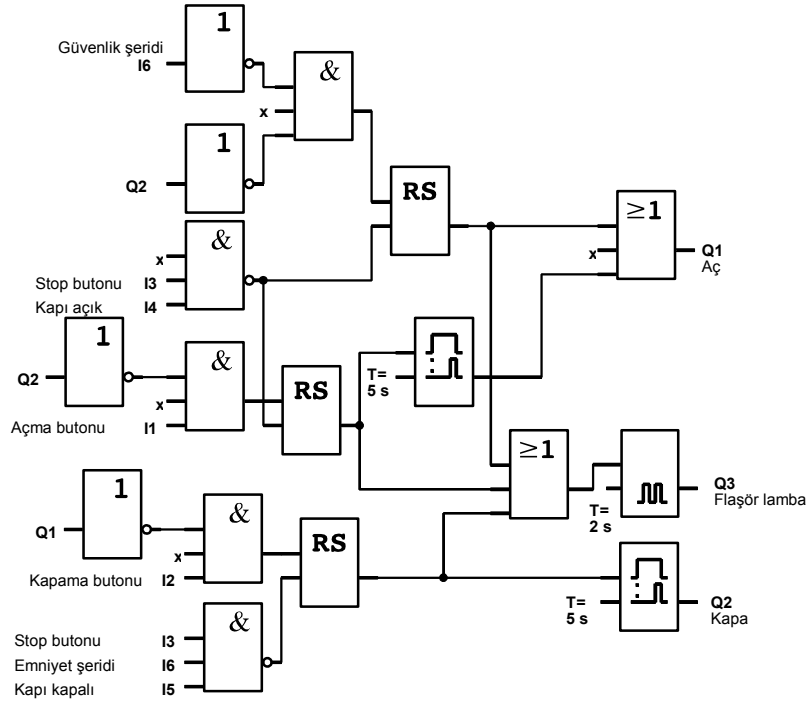 1
Güvenlik şeridi
I6
&
x
1
Q2
RS
≥1
&
x
Stop butonu
I3
Kapı açık
I4
x
Q1
Aç
1
&
Q2
x
Açma butonu
I1
RS
T=
5 s
≥1
Q3
Flaşör lamba
T=
2 s
1
&
Q1
x
Kapama butonu
I2
RS
T=
5 s
Q2
Kapa
&
Stop butonu
I3
Emniyet şeridi
I6
Kapı kapalı
I5